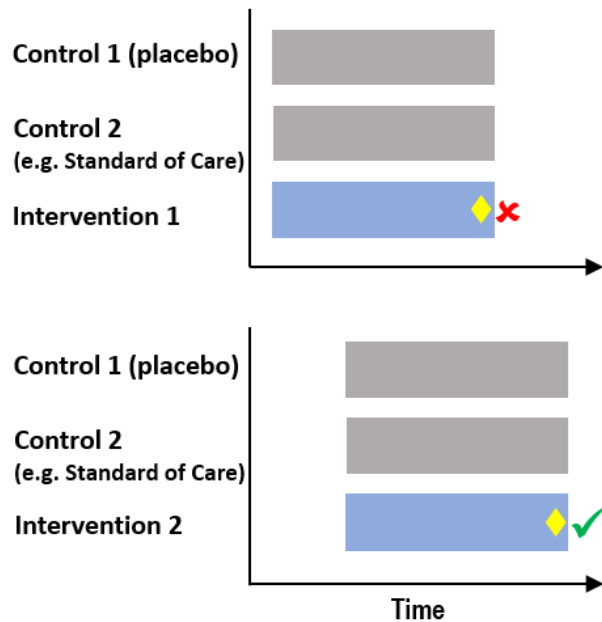 Control 1 (placebo)
Control 2
(e.g. Standard of Care)
Intervention 1
Control 1 (placebo)
Control 2
(e.g. Standard of Care)
Intervention 2
Time